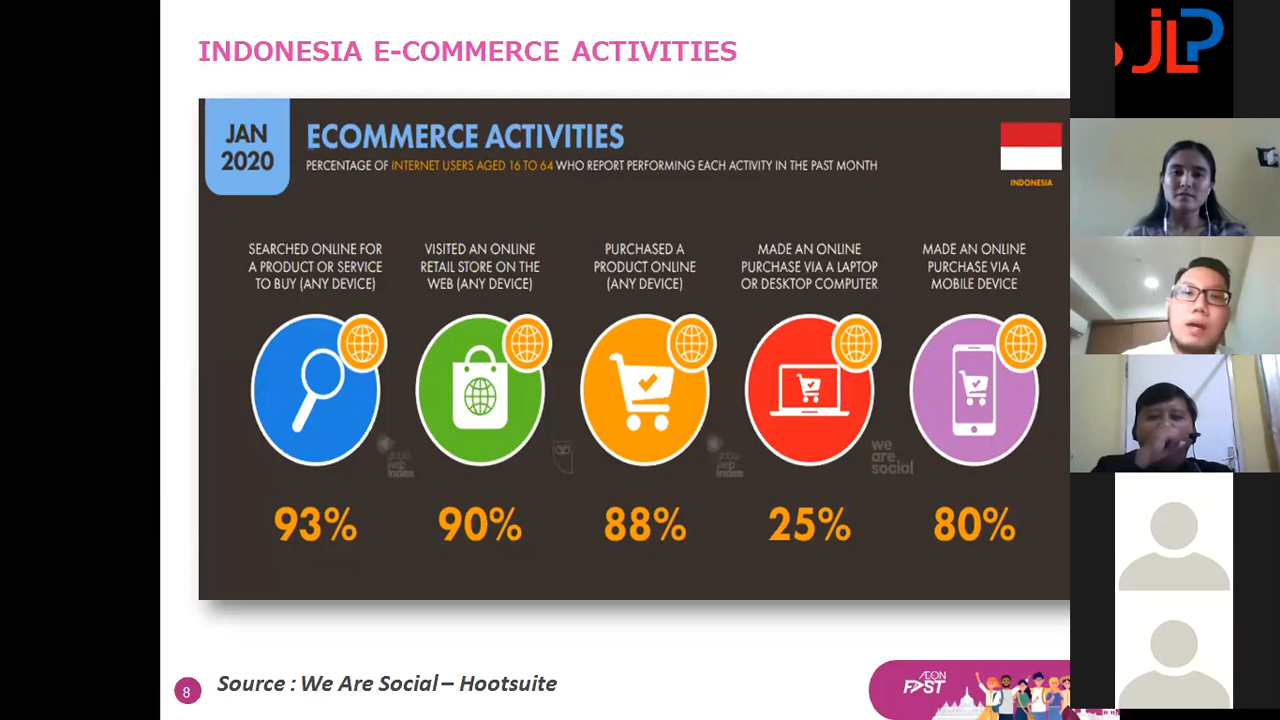 INDONESIA E-COMMERCE ACTIVITIES
JAN
2020
ECOMMERCE ACTIVITIES
PERCENTAGE OF INTERNET USERS AGED 16 TO 64 WHO REPORT PERFORMING EACH ACTIVITY IN THE PAST MONTH
INDONESIA
SEARCHED ONLINE FOR
A PRODUCT OR SERVICE
TO BUY (ANY DEVICE)
VISITED AN ONLINE
RETAIL STORE ON THE
WEB (ANY DEVICE)
PURCHASED A
PRODUCT ONLINE
(ANY DEVICE)
MADE AN ONLINE
PURCHASE VIA A LAPTOP
OR DESKTOP COMPUTER
MADE AN ONLINE
PURCHASE VIA A
MOBILE DEVICE
we
are
social
93%
90%
88%
25%
80%
8
Source : We Are Social – Hootsuite
ÆON
FAST
JLP